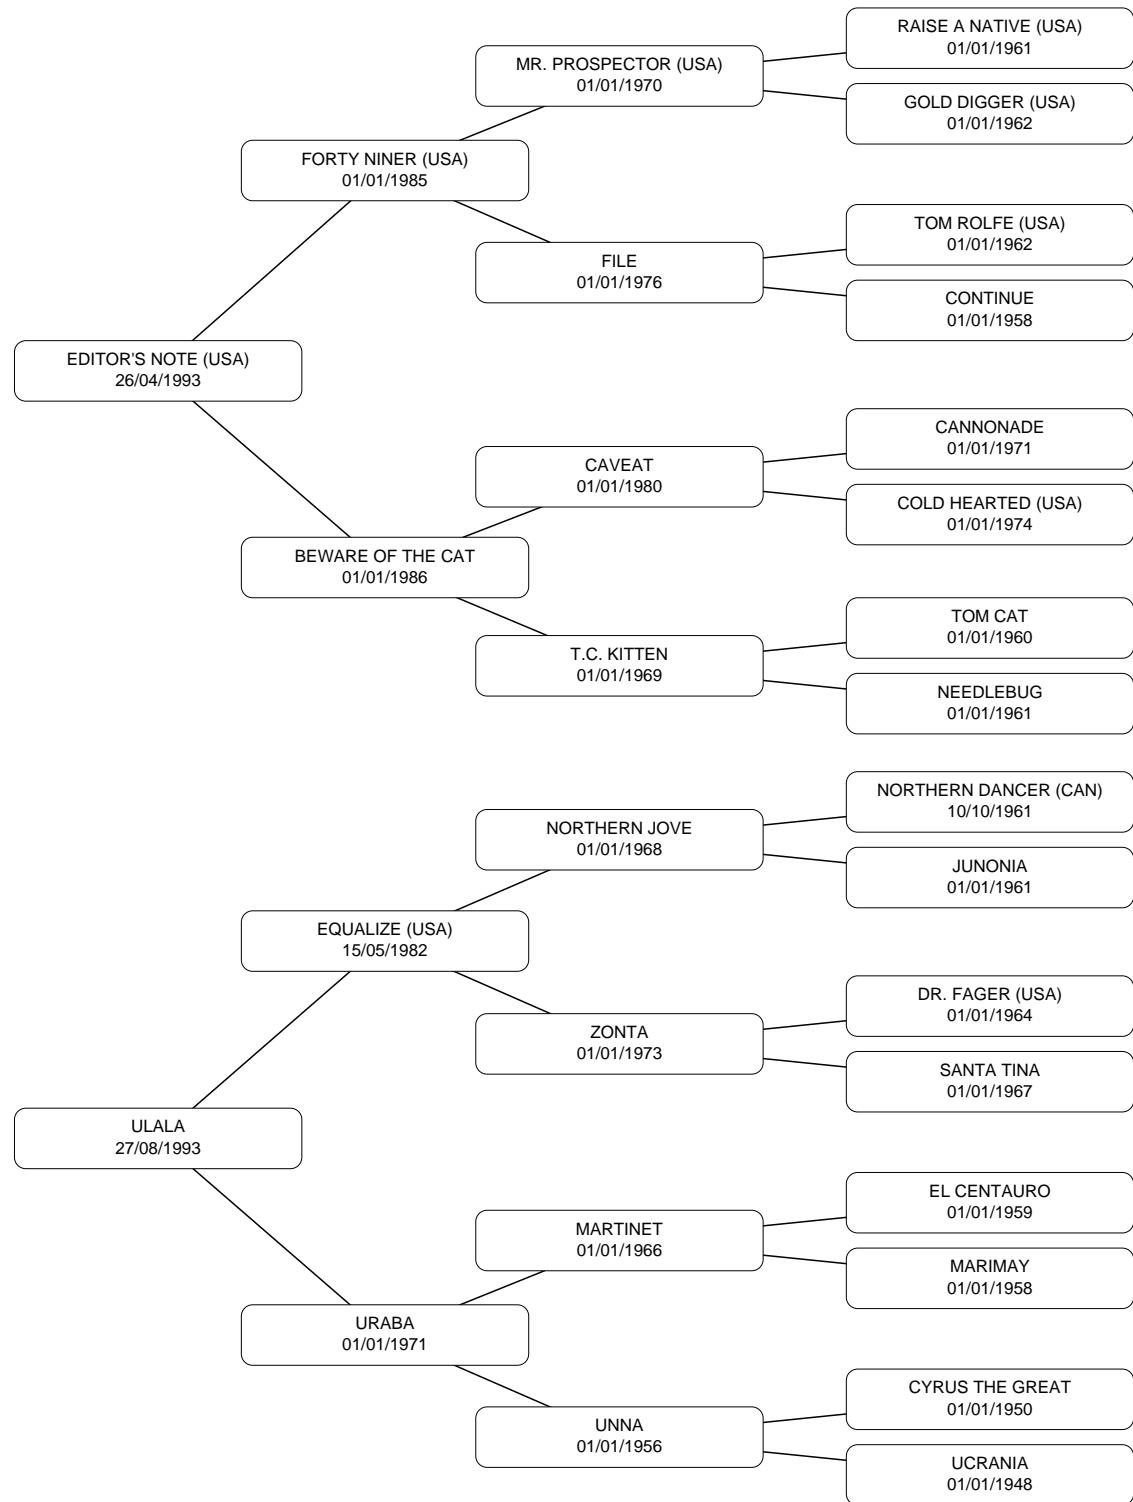 RAISE A NATIVE (USA)
01/01/1961
MR. PROSPECTOR (USA)
01/01/1970
GOLD DIGGER (USA)
01/01/1962
FORTY NINER (USA)
01/01/1985
TOM ROLFE (USA)
01/01/1962
FILE
01/01/1976
CONTINUE
01/01/1958
EDITOR'S NOTE (USA)
26/04/1993
CANNONADE
01/01/1971
CAVEAT
01/01/1980
COLD HEARTED (USA)
01/01/1974
BEWARE OF THE CAT
01/01/1986
TOM CAT
01/01/1960
T.C. KITTEN
01/01/1969
NEEDLEBUG
01/01/1961
NORTHERN DANCER (CAN)
10/10/1961
NORTHERN JOVE
01/01/1968
JUNONIA
01/01/1961
EQUALIZE (USA)
15/05/1982
DR. FAGER (USA)
01/01/1964
ZONTA
01/01/1973
SANTA TINA
01/01/1967
ULALA
27/08/1993
EL CENTAURO
01/01/1959
MARTINET
01/01/1966
MARIMAY
01/01/1958
URABA
01/01/1971
CYRUS THE GREAT
01/01/1950
UNNA
01/01/1956
UCRANIA
01/01/1948